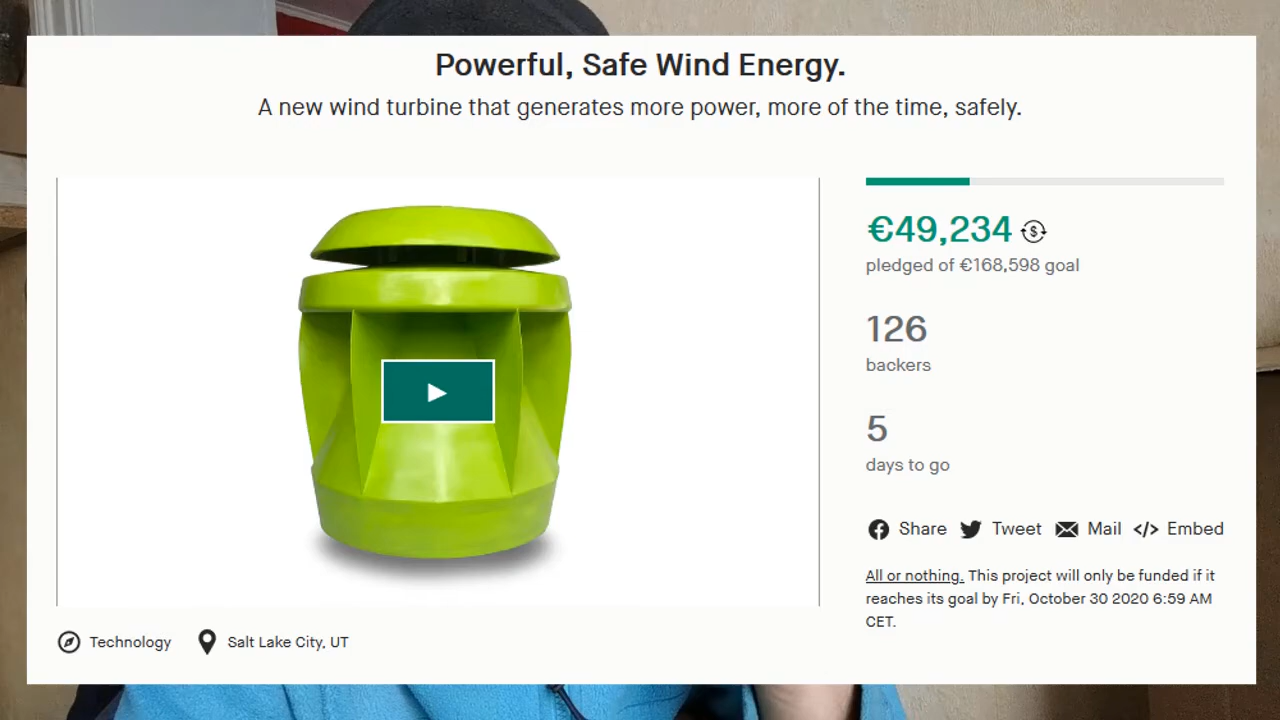 Powerful, Safe Wind Energy.
A new wind turbine that generates more power, more of the time, safely.
€49,234
pledged of €168,598 goal
126
backers
5
days to go
Share Tweet Mail </> Embed
All or nothing. This project will only be funded if it
reaches its goal by Fri, October 30 2020 6:59 AM
CET.
Technology Salt Lake City, UT